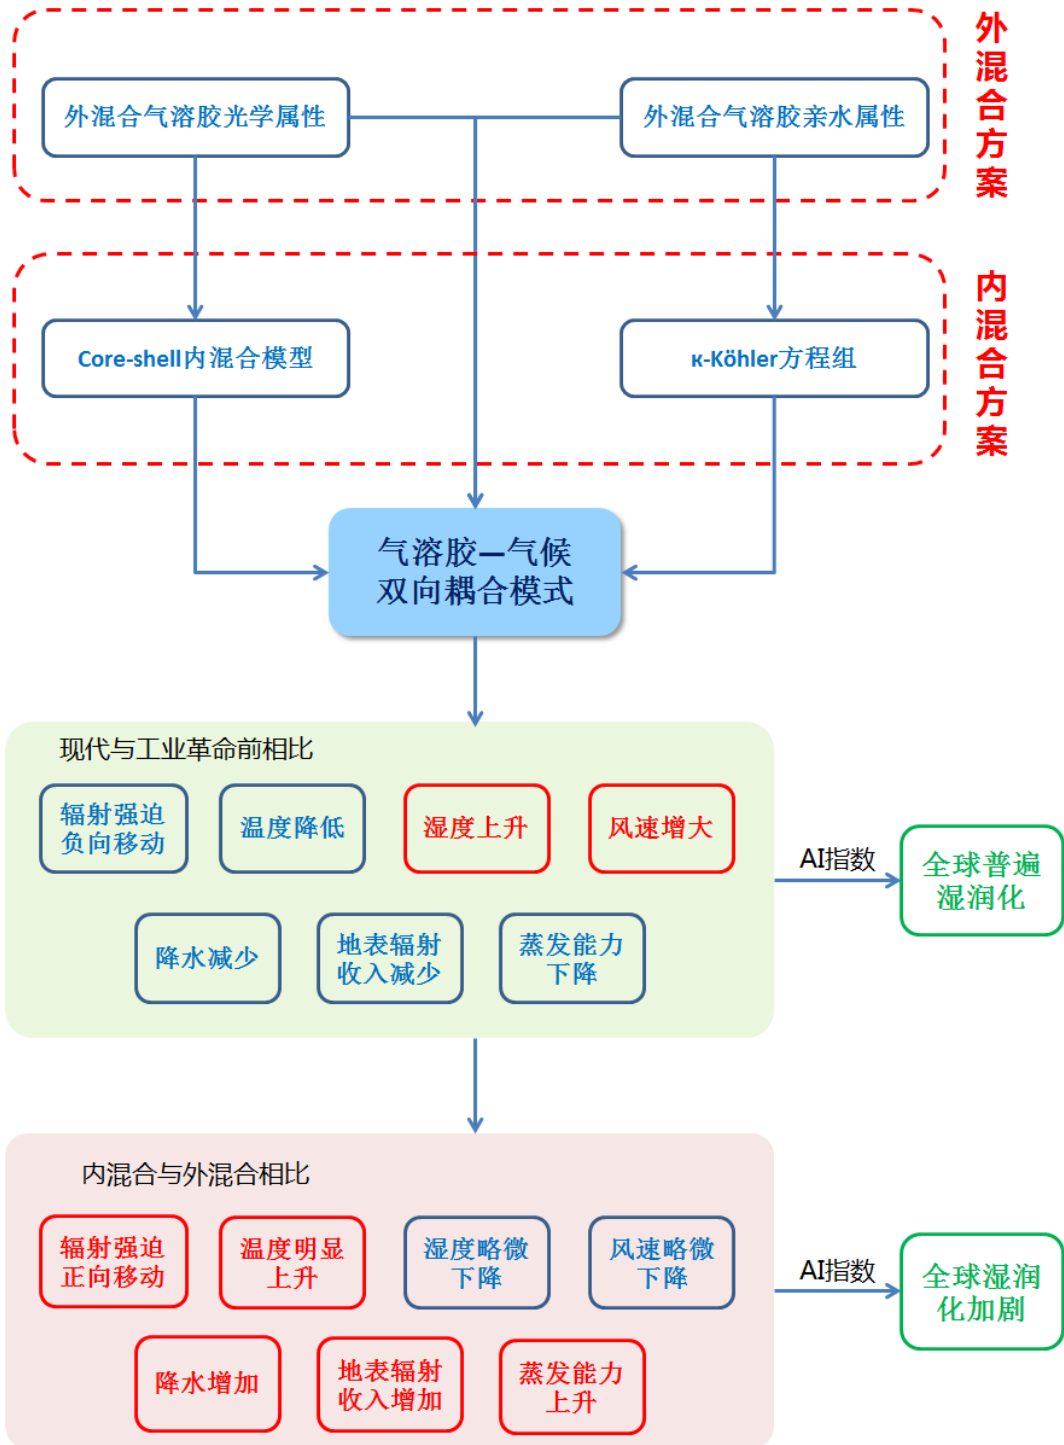 外混合方案
外混合气溶胶光学属性
外混合气溶胶亲水属性
内混合方案
Core-shell内混合模型
κ-Köhler方程组
气溶胶—气候
双向耦合模式
现代与工业革命前相比
辐射强迫
负向移动
温度降低
湿度上升
风速增大
降水减少
地表辐射
收入减少
蒸发能力
下降
AI指数
全球普遍
湿润化
内混合与外混合相比
辐射强迫
正向移动
温度明显
上升
湿度略微
下降
风速略微
下降
降水增加
地表辐射
收入增加
蒸发能力
上升
AI指数
全球湿润
化加剧